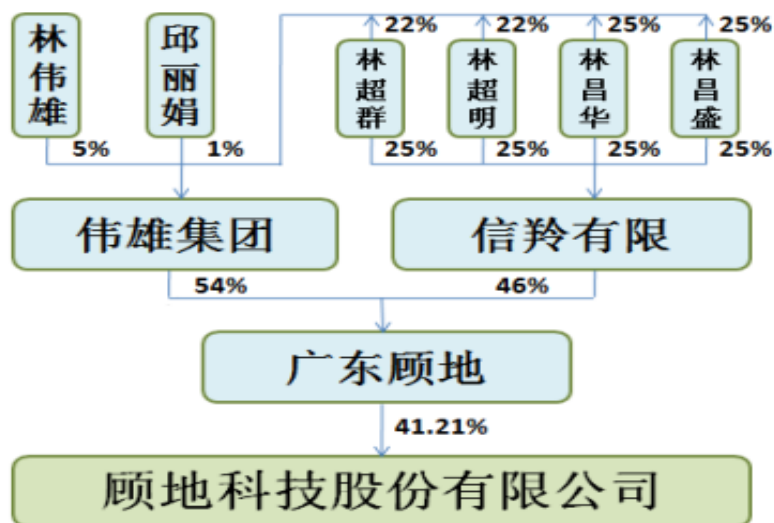 林伟雄
邱丽娟
22%
22%
25%
25%
林超群
林超明
林昌华
林昌盛
5%
1%
25%
25%
25%
25%
伟雄集团
信羚有限
54%
46%
广东顾地
41.21%
顾地科技股份有限公司